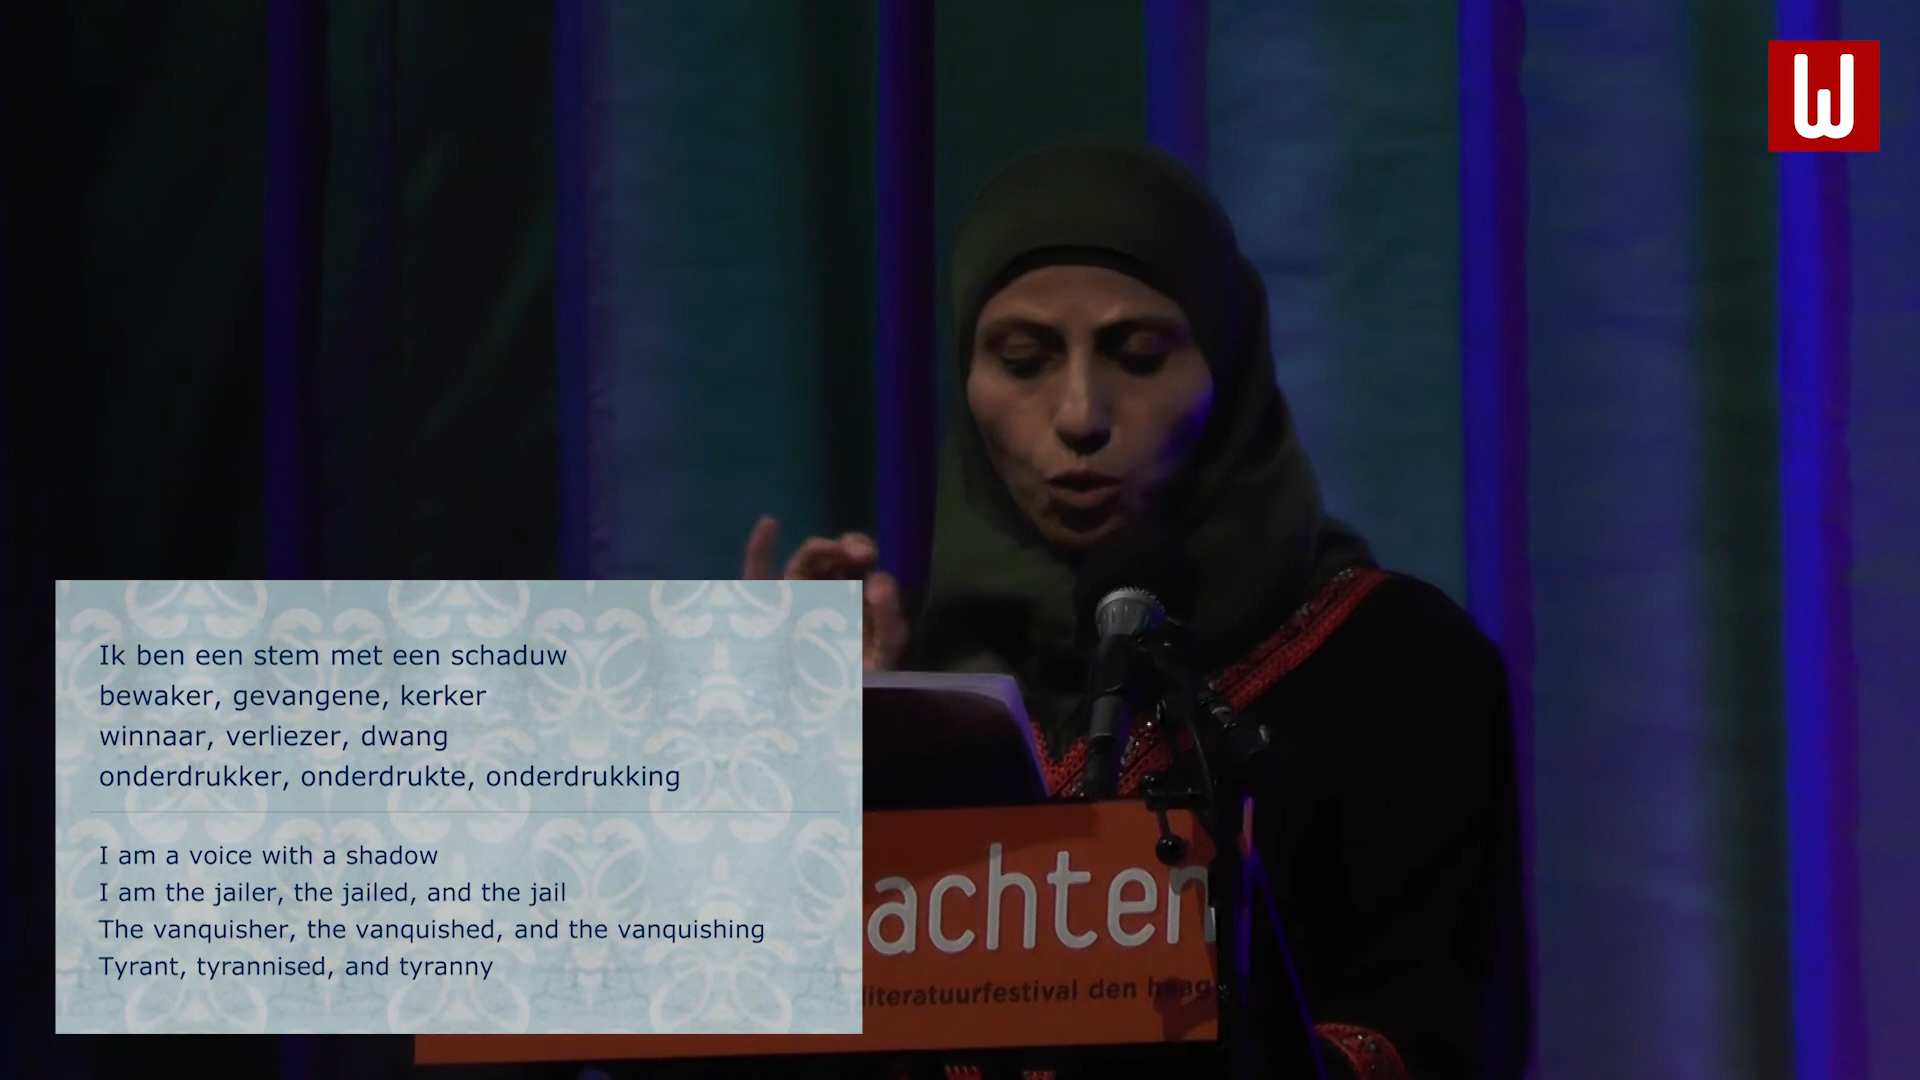 W
Ik ben een stem met een schaduw
bewaker, gevangene, kerker
winnaar, verliezer, dwang
onderdrukker, onderdrukte, onderdrukking
I am a voice with a shadow
I am the jailer, the jailed, and the jail
The vanquisher, the vanquished, and the vanquishing
Tyrant, tyrannised, and tyranny
achten
literatuurfestival den haag